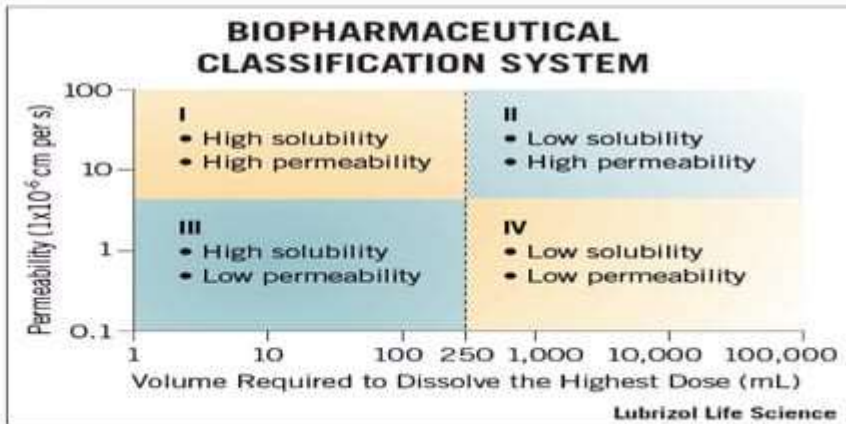 BIOPHARMACEUTICAL
CLASSIFICATION SYSTEM
Permeability (1x10⁻⁶ cm per s)
100
10
1
0.1
I
• High solubility
• High permeability
II
• Low solubility
• High permeability
III
• High solubility
• Low permeability
IV
• Low solubility
• Low permeability
1 10 100 250 1,000 10,000 100,000
Volume Required to Dissolve the Highest Dose (mL)
Lubrizol Life Science